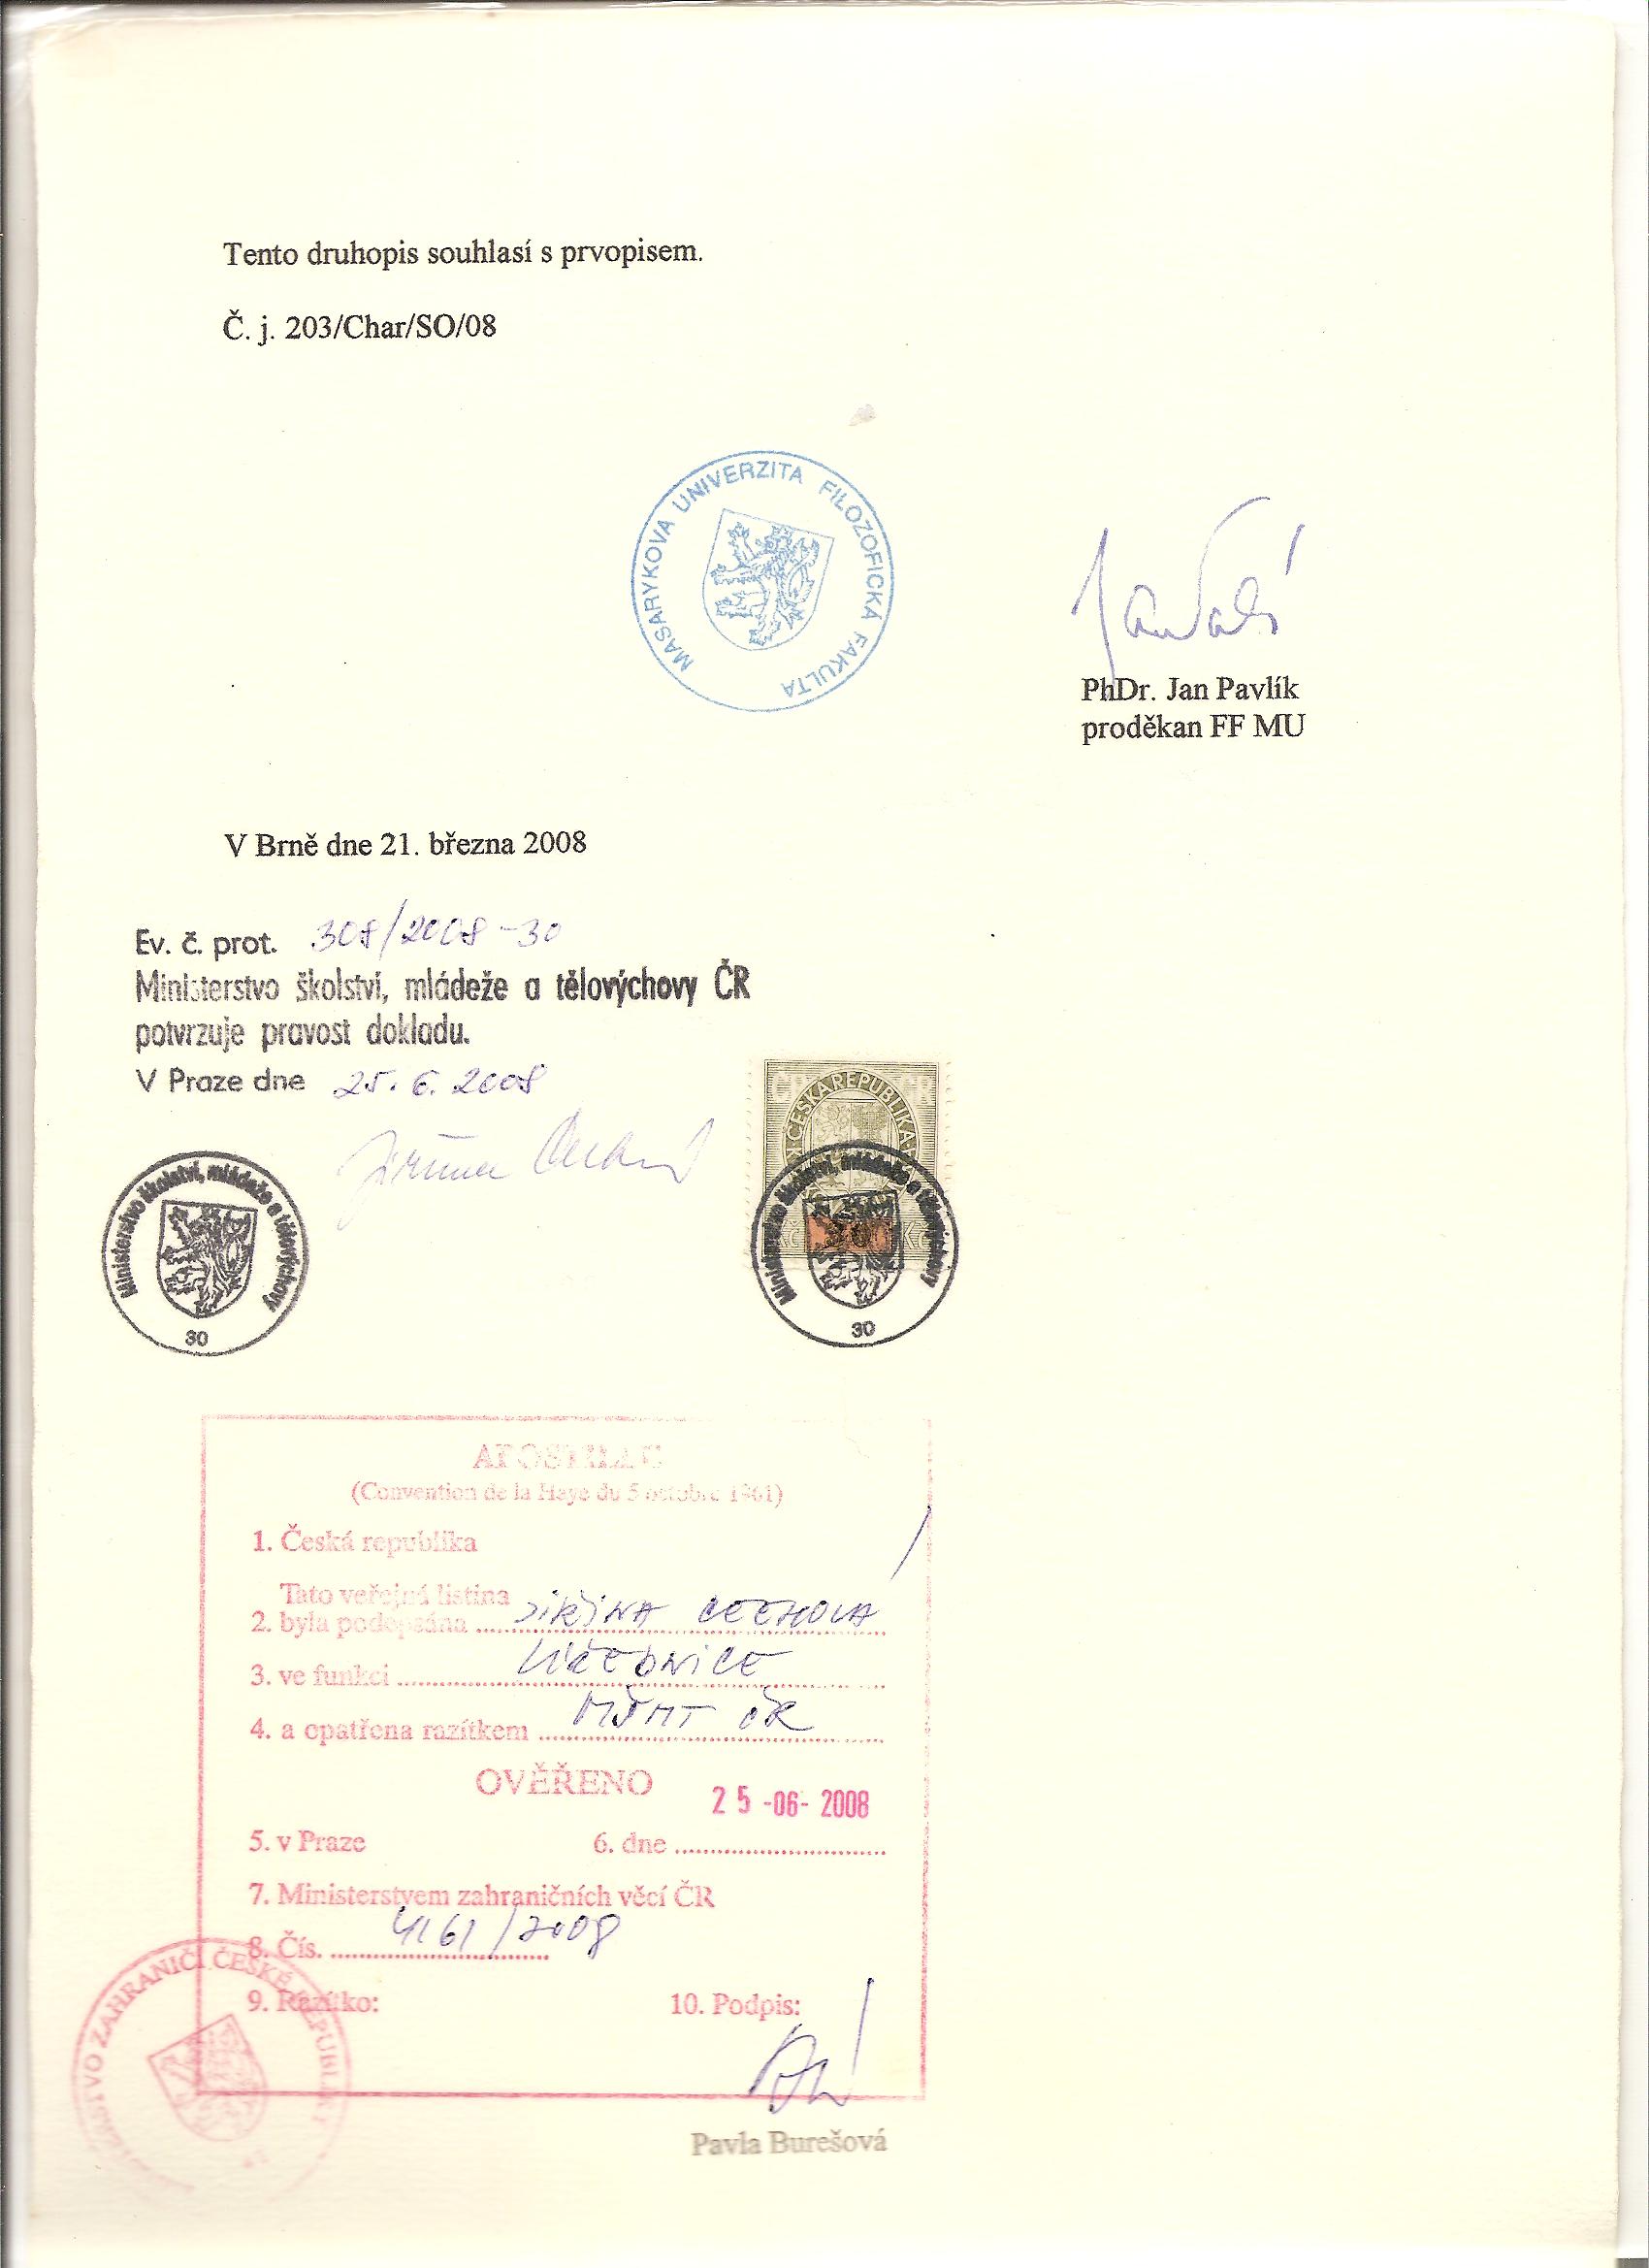 Tento druhopis souhlasí s prvopisem.
Č. j. 203/Char/SO/08
MASARYKOVA UNIVERZITA FILOZOFICKÁ FAKULTA
PhDr. Jan Pavlík
proděkan FF MU
V Brně dne 21. března 2008
Ev. č. prot. 308/2008-30
Ministerstvo školství, mládeže a tělovýchovy ČR
potvrzuje pravost dokladu.
V Praze dne 25. 6. 2008
ČESKÁ REPUBLIKA
Kč Kč
Ministerstvo školství, mládeže a tělovýchovy
30
Ministerstvo školství, mládeže a tělovýchovy
30
APOSTILLE
(Convention de la Haye du 5 octobre 1961)
1. Česká republika
Tato veřejná listina
2. byla podepsána JIŘINA ČECHOVÁ
3. ve funkci ÚŘEDNICE
4. a opatřena razítkem MŠMT ČR
OVĚŘENO 25 -06- 2008
5. v Praze 6. dne
7. Ministerstvem zahraničních věcí ČR
8. Čís. 4161/2008
9. Razítko: 10. Podpis:
ZAHRANIČÍ ČESKÉ REPUBLIKY
Pavla Burešová